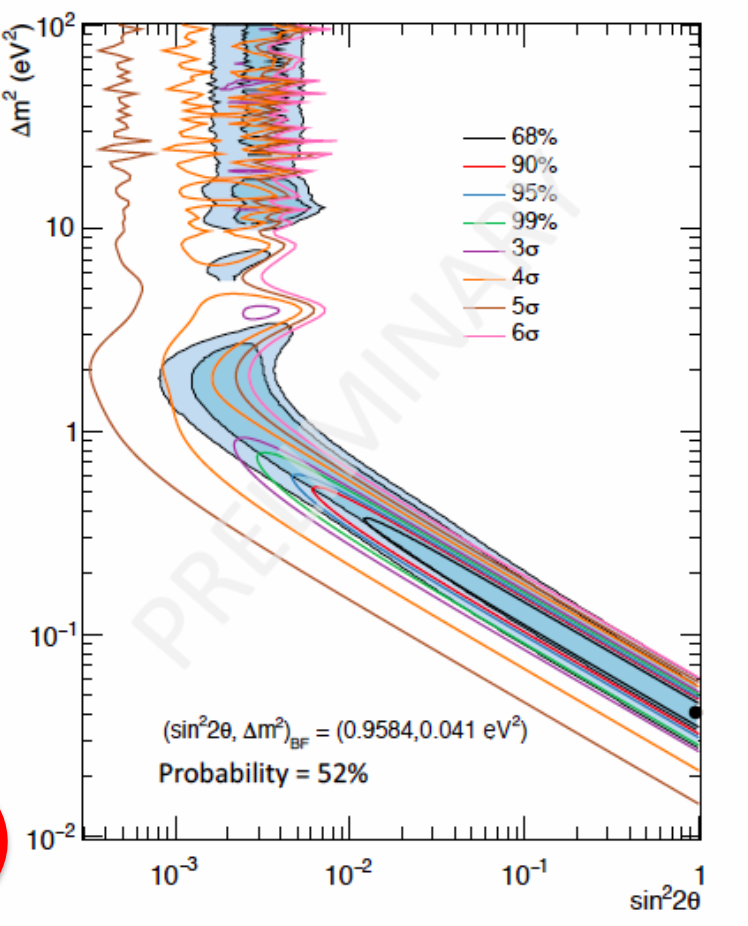 10²
Δm² (eV²)
68%
90%
95%
99%
3σ
4σ
5σ
6σ
10
1
10⁻¹
10⁻²
PRELIMINARY
(sin²2θ, Δm²)BF = (0.9584,0.041 eV²)
Probability = 52%
10⁻³ 10⁻² 10⁻¹ 1
sin²2θ